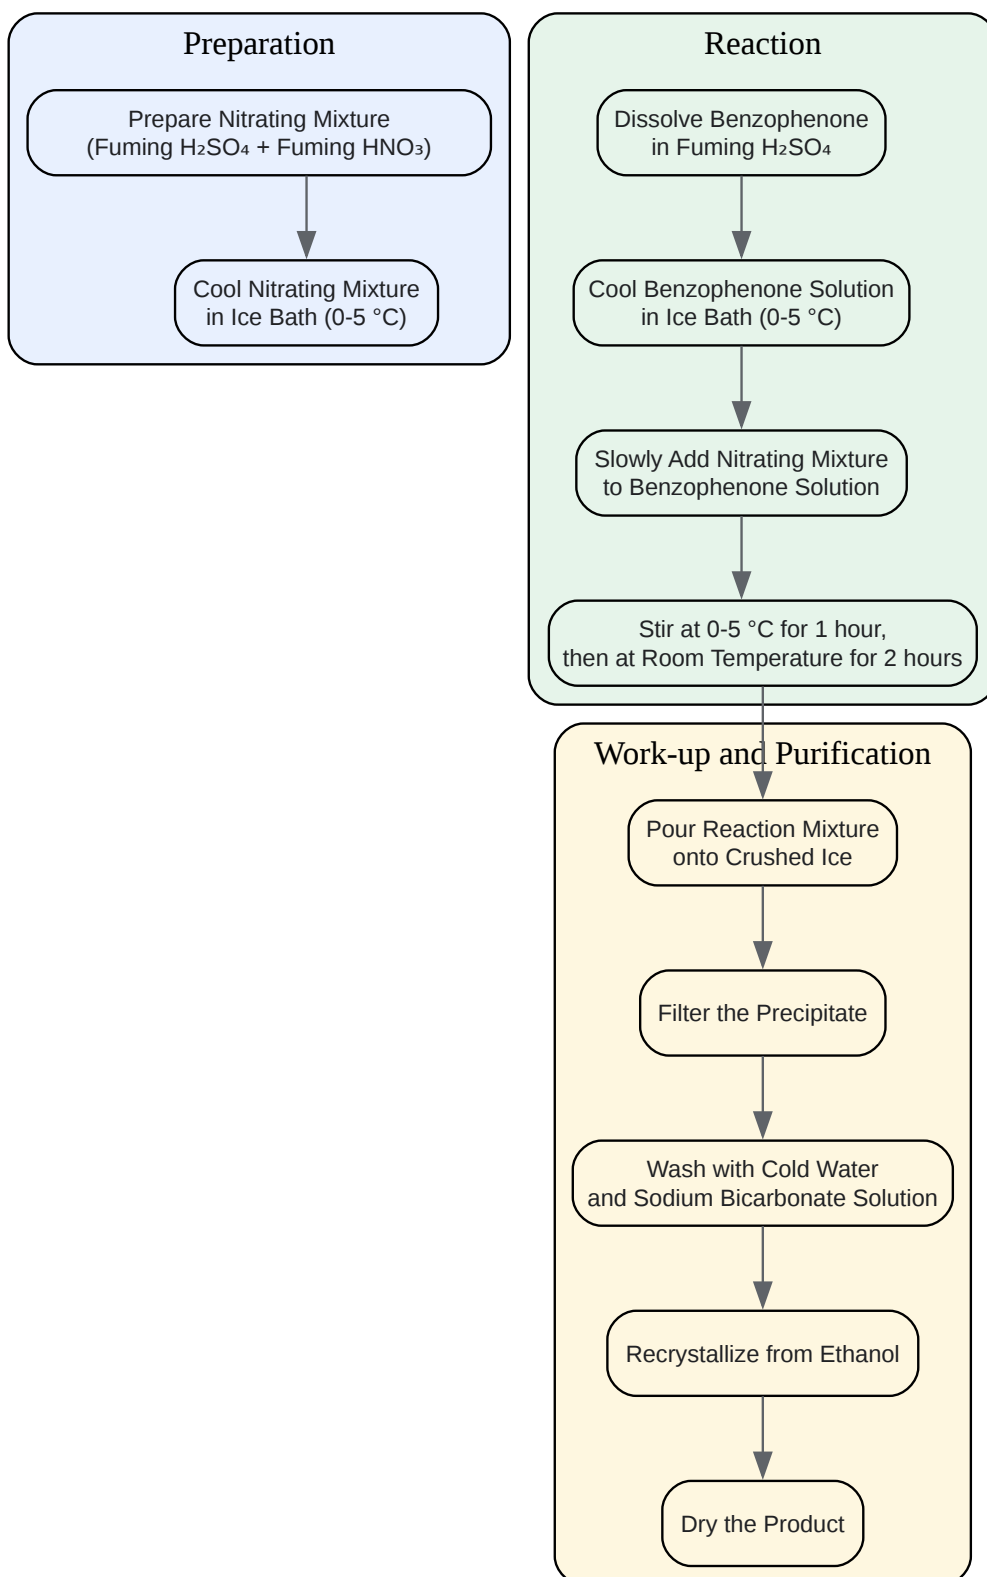 Preparation
Prepare Nitrating Mixture
(Fuming H₂SO₄ + Fuming HNO₃)
Cool Nitrating Mixture
in Ice Bath (0-5 °C)
Reaction
Dissolve Benzophenone
in Fuming H₂SO₄
Cool Benzophenone Solution
in Ice Bath (0-5 °C)
Slowly Add Nitrating Mixture
to Benzophenone Solution
Stir at 0-5 °C for 1 hour,
then at Room Temperature for 2 hours
Work-up and Purification
Pour Reaction Mixture
onto Crushed Ice
Filter the Precipitate
Wash with Cold Water
and Sodium Bicarbonate Solution
Recrystallize from Ethanol
Dry the Product